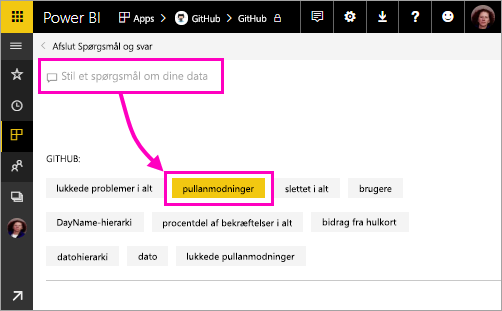 Power BI Apps > GitHub > GitHub
Afslut Spørgsmål og svar
Stil et spørgsmål om dine data
GITHUB:
lukkede problemer i alt pullanmodninger slettet i alt brugere
DayName-hierarki procentdel af bekræftelser i alt bidrag fra hulkort
datohierarki dato lukkede pullanmodninger